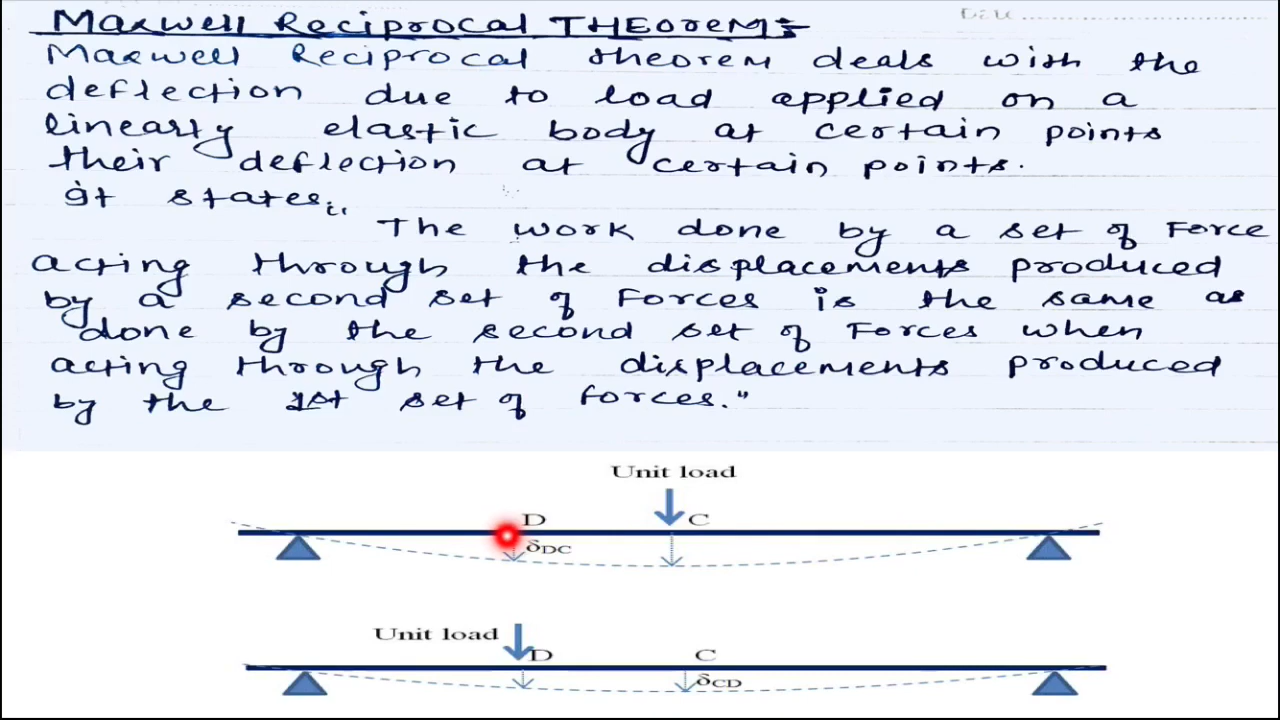 Maxwell Reciprocal THEOREM:-
Maxwell Reciprocal theorem deals with the
deflection due to load applied on a
linearly elastic body at certain points
their deflection at certain points.
It states,
"The work done by a set of Force
acting through the displacements produced
by a second set of Forces is the same as
done by the second set of Forces when
acting through the displacements produced
by the 1st set of forces."
Unit load
D C
δDC
Unit load
D C
δCD